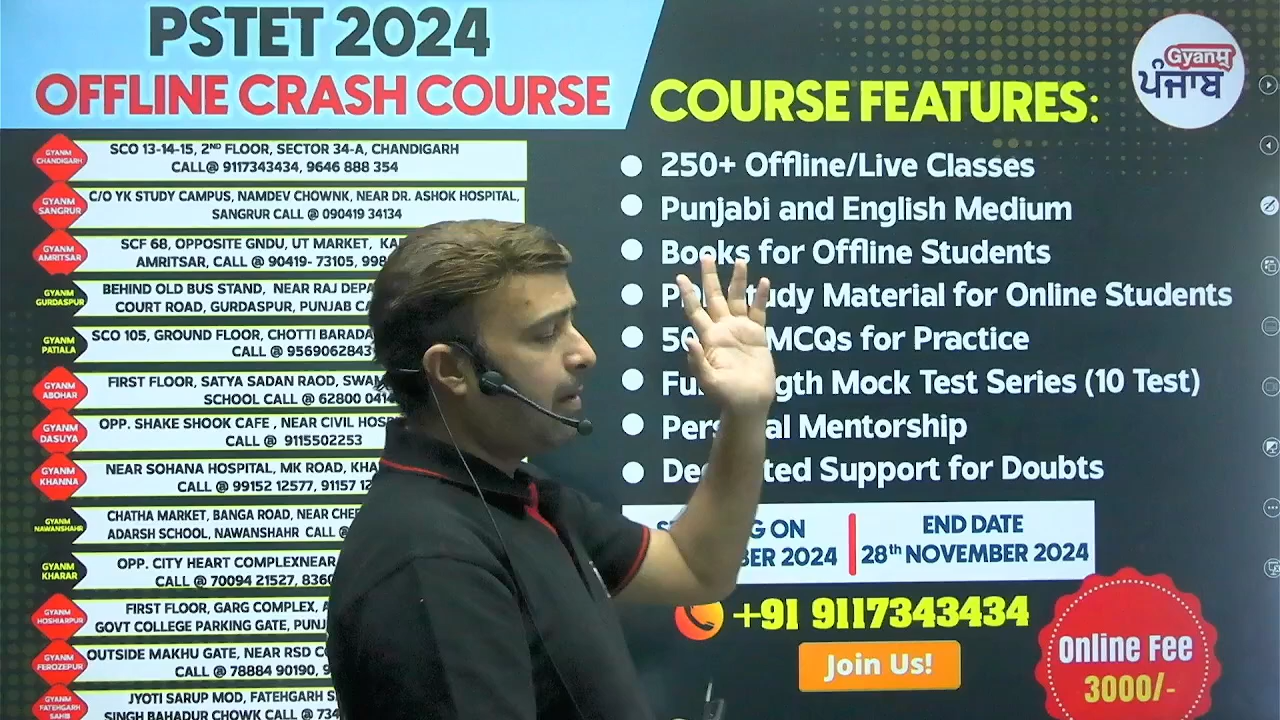 PSTET 2024
OFFLINE CRASH COURSE
GYANM CHANDIGARH
SCO 13-14-15, 2ND FLOOR, SECTOR 34-A, CHANDIGARH
CALL@ 9117343434, 9646 888 354
GYANM SANGRUR
C/O YK STUDY CAMPUS, NAMDEV CHOWNK, NEAR DR. ASHOK HOSPITAL,
SANGRUR CALL @ 090419 34134
GYANM AMRITSAR
SCF 68, OPPOSITE GNDU, UT MARKET,
AMRITSAR, CALL @ 90419- 73105,
GYANM GURDASPUR
BEHIND OLD BUS STAND, NEAR RAJ
COURT ROAD, GURDASPUR, PUNJAB
GYANM PATIALA
SCO 105, GROUND FLOOR, CHOTTI
CALL @ 9569062843
GYANM ABOHAR
FIRST FLOOR, SATYA SADAN RAOD,
SCHOOL CALL @ 62800
GYANM DASUYA
OPP. SHAKE SHOOK CAFE , NEAR CIVIL
CALL @ 9115502253
GYANM KHANNA
NEAR SOHANA HOSPITAL, MK ROAD,
CALL @ 99152 12577, 91157
GYANM NAWANSHAHR
CHATHA MARKET, BANGA ROAD, NEAR
ADARSH SCHOOL, NAWANSHAHR CALL @
GYANM KHARAR
OPP. CITY HEART COMPLEXNEAR
CALL @ 70094 21527,
GYANM HOSHIARPUR
FIRST FLOOR, GARG COMPLEX,
GOVT COLLEGE PARKING GATE,
GYANM FEROZEPUR
OUTSIDE MAKHU GATE, NEAR RSD
CALL @ 78884 90190,
GYANM FATEHGARH SAHIB
JYOTI SARUP MOD, FATEHGARH
SINGH BAHADUR CHOWK CALL @
Gyanम्
ਪੰਜਾਬ
COURSE FEATURES:
250+ Offline/Live Classes
Punjabi and English Medium
Books for Offline Students
Study Material for Online Students
MCQs for Practice
Mock Test Series (10 Test)
Mentorship
Support for Doubts
ON
2024
END DATE
28th NOVEMBER 2024
+91 9117343434
Join Us!
Online Fee
3000/-